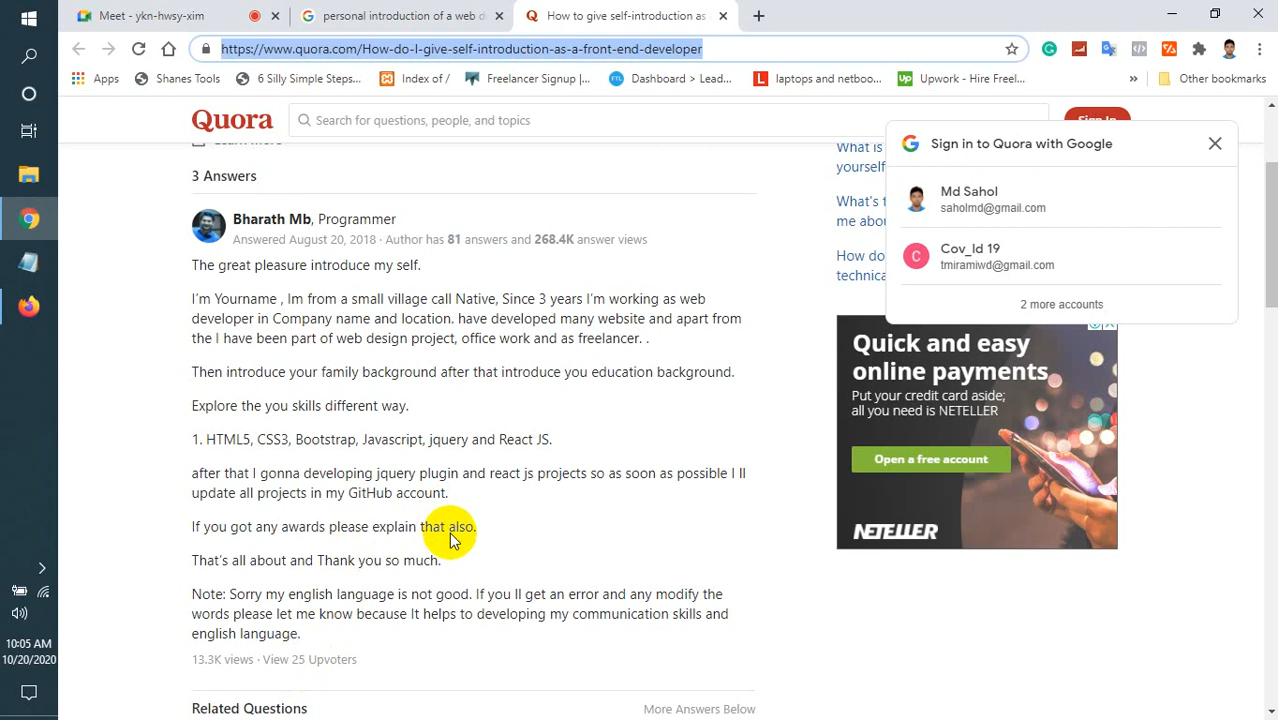 Meet - ykn-hwsy-xim
personal introduction of a web d
How to give self-introduction as
https://www.quora.com/How-do-I-give-self-introduction-as-a-front-end-developer
Apps
Shanes Tools
6 Silly Simple Steps...
Index of /
Freelancer Signup |...
FTL
Dashboard > Lead...
L
laptops and netboo...
Up
Upwork - Hire Freel...
»
Other bookmarks
Quora
Search for questions, people, and topics
Sign In
Learn More
3 Answers
Bharath Mb, Programmer
Answered August 20, 2018 · Author has 81 answers and 268.4K answer views
The great pleasure introduce my self.
I'm Yourname , Im from a small village call Native, Since 3 years I'm working as web
developer in Company name and location. have developed many website and apart from
the I have been part of web design project, office work and as freelancer. .
Then introduce your family background after that introduce you education background.
Explore the you skills different way.
1. HTML5, CSS3, Bootstrap, Javascript, jquery and React JS.
after that I gonna developing jquery plugin and react js projects so as soon as possible I ll
update all projects in my GitHub account.
If you got any awards please explain that also.
That's all about and Thank you so much.
Note: Sorry my english language is not good. If you ll get an error and any modify the
words please let me know because It helps to developing my communication skills and
english language.
13.3K views · View 25 Upvoters
Related Questions
More Answers Below
What is
yourself
What's t
me abou
How do
technica
Sign in to Quora with Google
Md Sahol
saholmd@gmail.com
C
Cov_Id 19
tmiramiwd@gmail.com
2 more accounts
Quick and easy
online payments
Put your credit card aside;
all you need is NETELLER
Open a free account
NETELLER
10:05 AM
10/20/2020